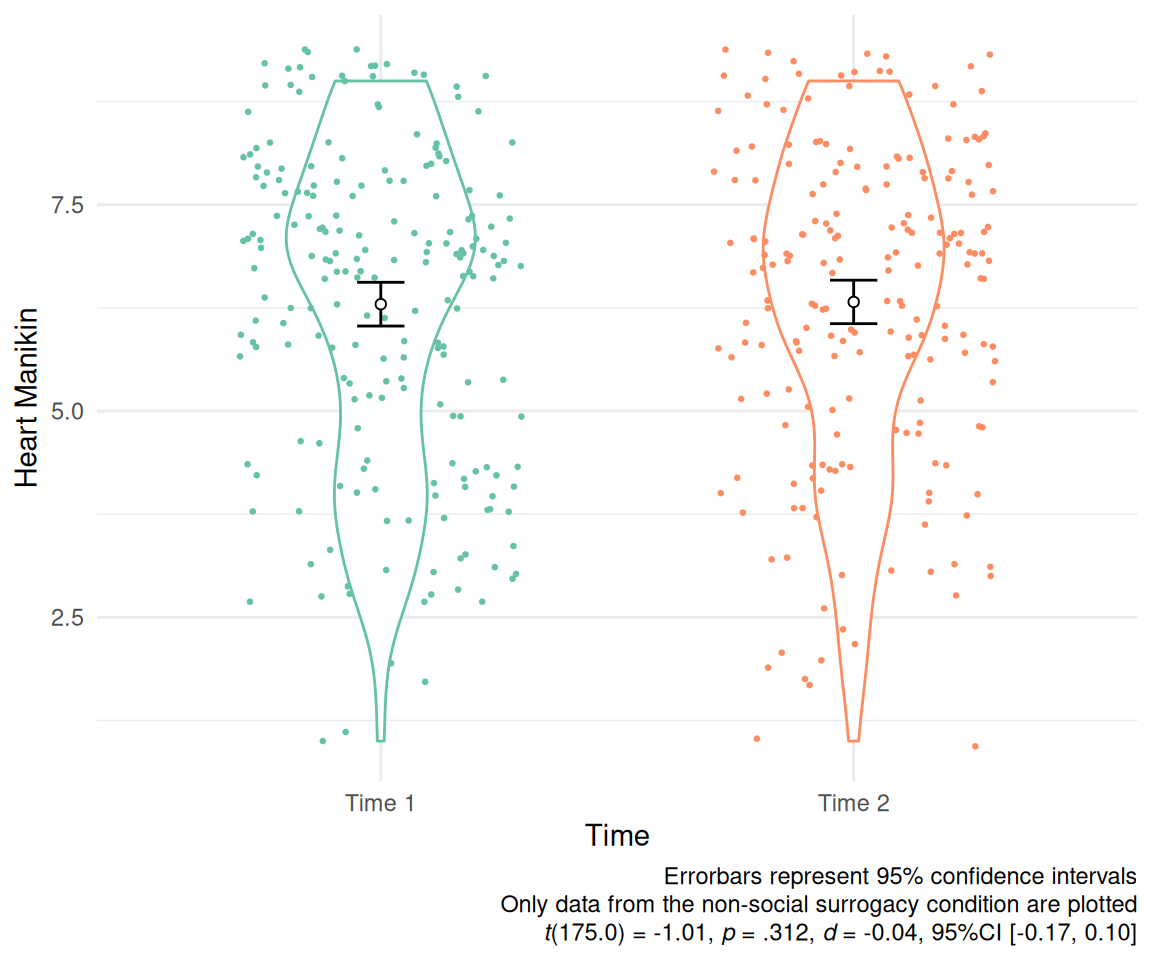 7.5
5.0
2.5
Heart Manikin
Time 1
Time 2
Time
Errorbars represent 95% confidence intervals
Only data from the non-social surrogacy condition are plotted
t(175.0) = -1.01, p = .312, d = -0.04, 95%CI [-0.17, 0.10]